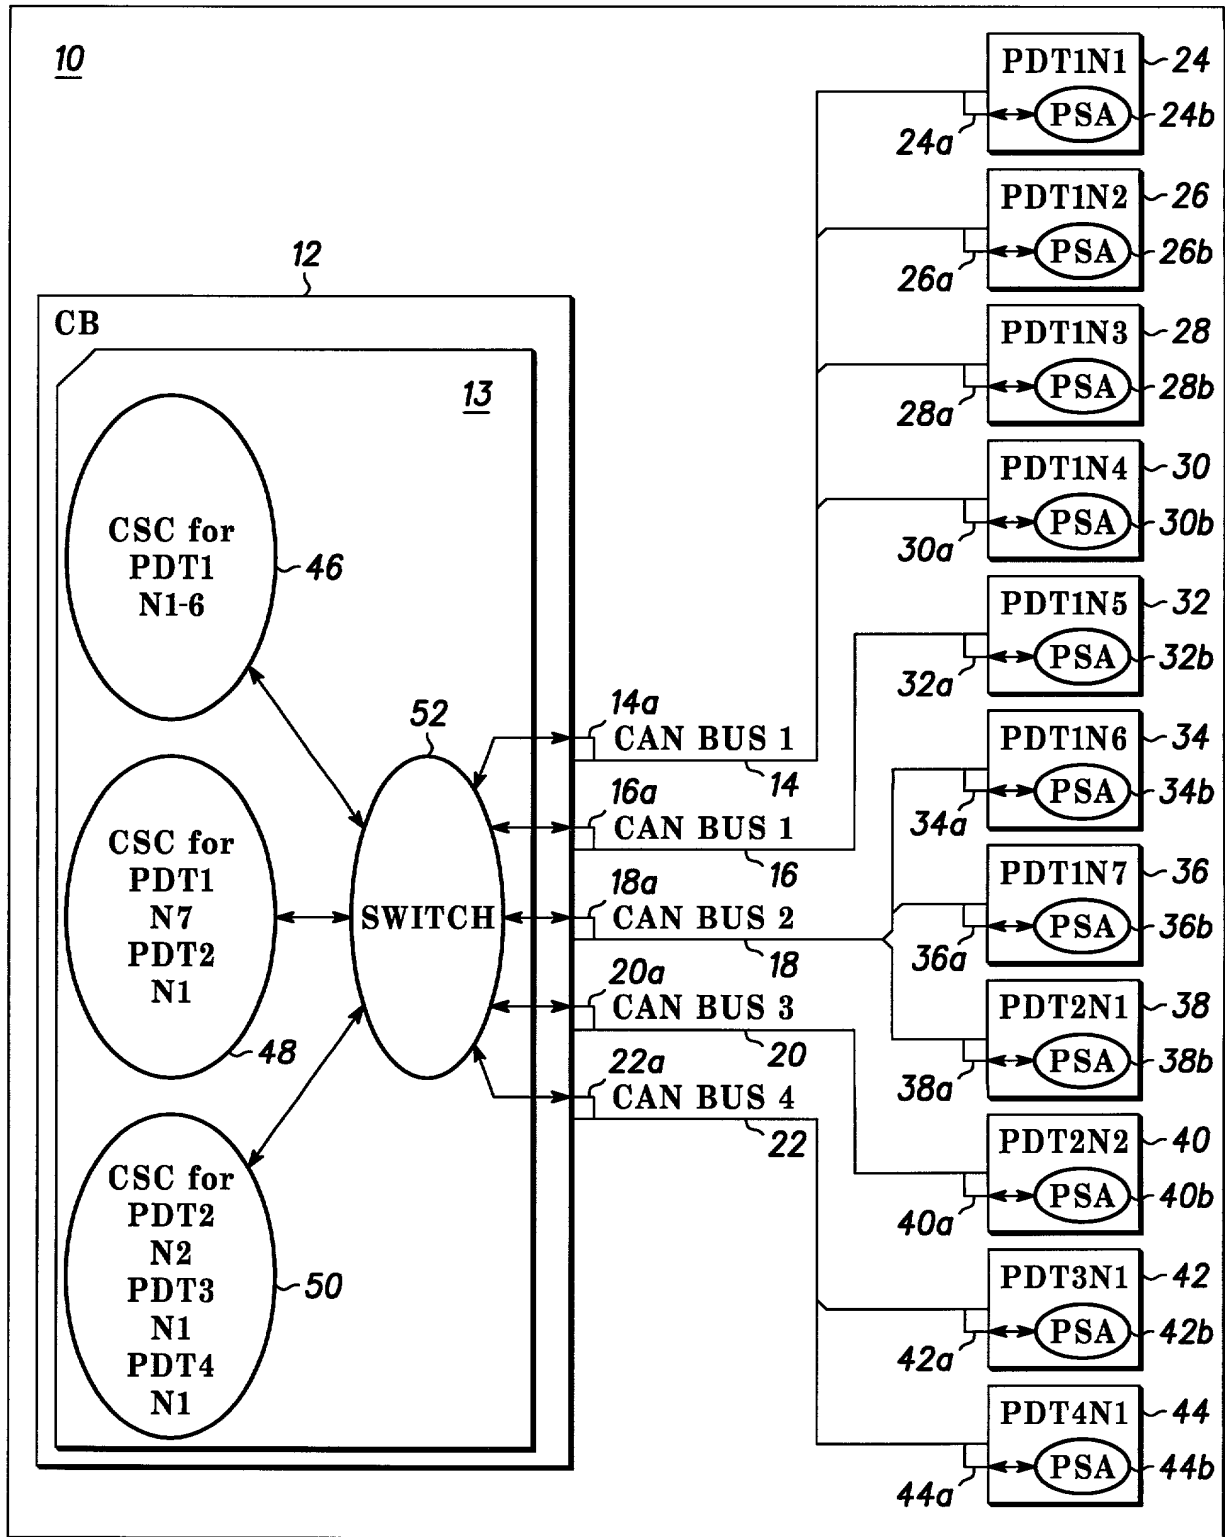 10
12
CB
13
CSC for
PDT1
N1-6
46
CSC for
PDT1
N7
PDT2
N1
48
CSC for
PDT2
N2
PDT3
N1
PDT4
N1
50
52
SWITCH
14a
CAN BUS 1
14
16a
CAN BUS 1
16
18a
CAN BUS 2
18
20a
CAN BUS 3
20
22a
CAN BUS 4
22
PDT1N1
24
PSA
24a
24b
PDT1N2
26
PSA
26a
26b
PDT1N3
28
PSA
28a
28b
PDT1N4
30
PSA
30a
30b
PDT1N5
32
PSA
32a
32b
PDT1N6
34
PSA
34a
34b
PDT1N7
36
PSA
36a
36b
PDT2N1
38
PSA
38a
38b
PDT2N2
40
PSA
40a
40b
PDT3N1
42
PSA
42a
42b
PDT4N1
44
PSA
44a
44b